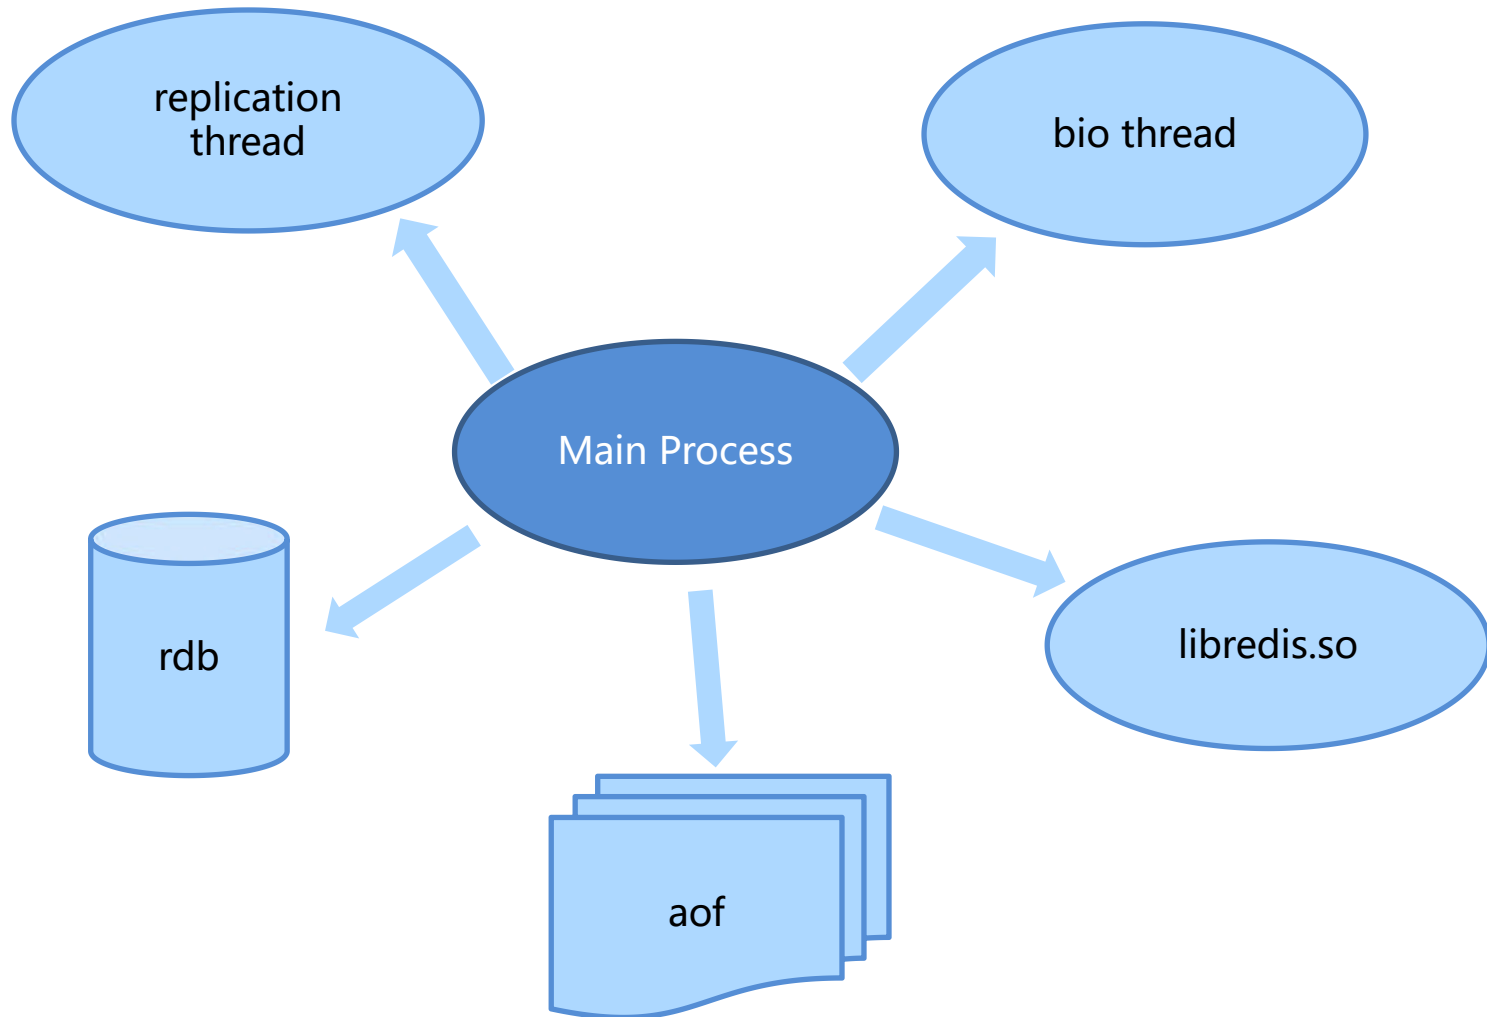 replication
thread
bio thread
Main Process
rdb
libredis.so
aof